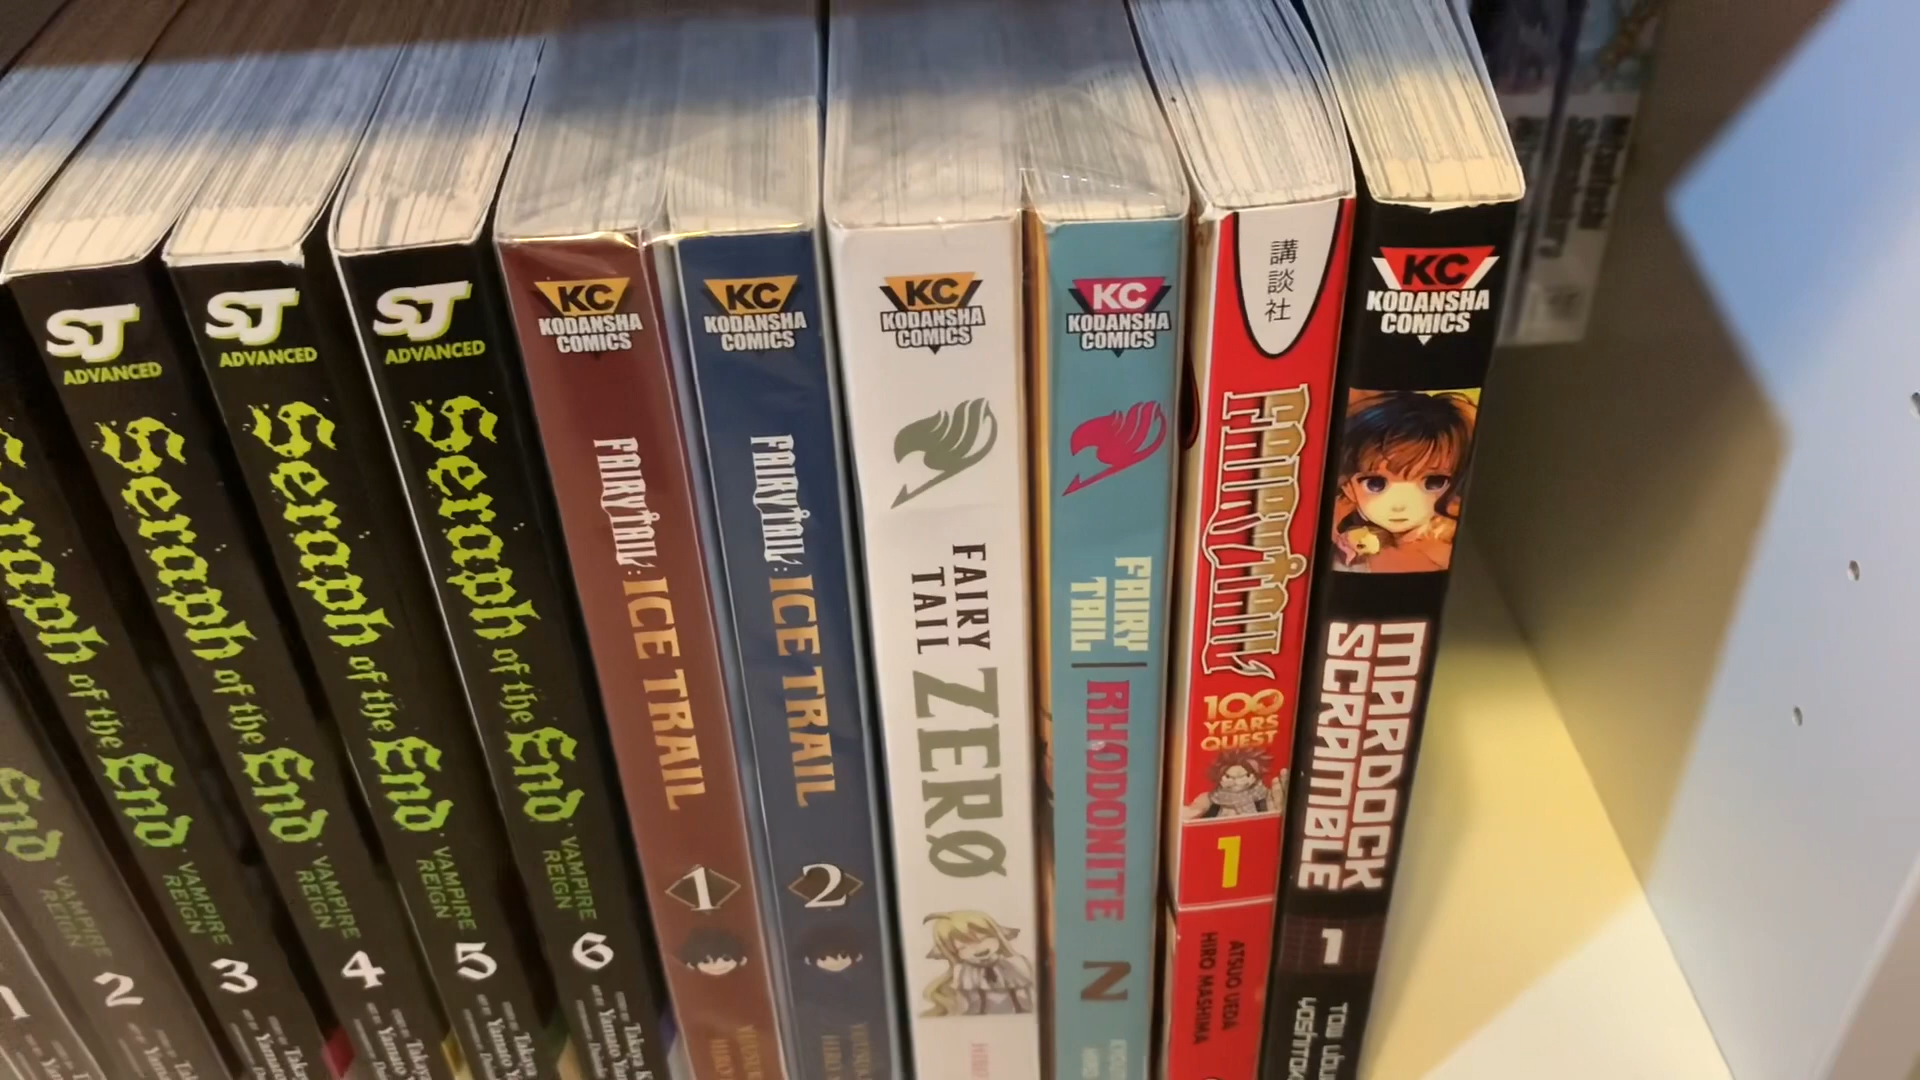 Seraph of the End
VAMPIRE REIGN
1
Seraph of the End
VAMPIRE REIGN
2
SJ
ADVANCED
Seraph of the End
VAMPIRE REIGN
3
SJ
ADVANCED
Seraph of the End
VAMPIRE REIGN
4
SJ
ADVANCED
Seraph of the End
VAMPIRE REIGN
5
6
KC
KODANSHA
COMICS
FAIRY TAIL: ICE TRAIL
1
KC
KODANSHA
COMICS
FAIRY TAIL: ICE TRAIL
2
KC
KODANSHA
COMICS
FAIRY
TAIL
ZERØ
KC
KODANSHA
COMICS
FAIRY
TAIL
RHODONITE
2
講談社
FAIRY TAIL
100
YEARS
QUEST
1
ATSUO UEDA
HIRO MASHIMA
KC
KODANSHA
COMICS
MARDOCK
SCRAMBLE
1
TOW